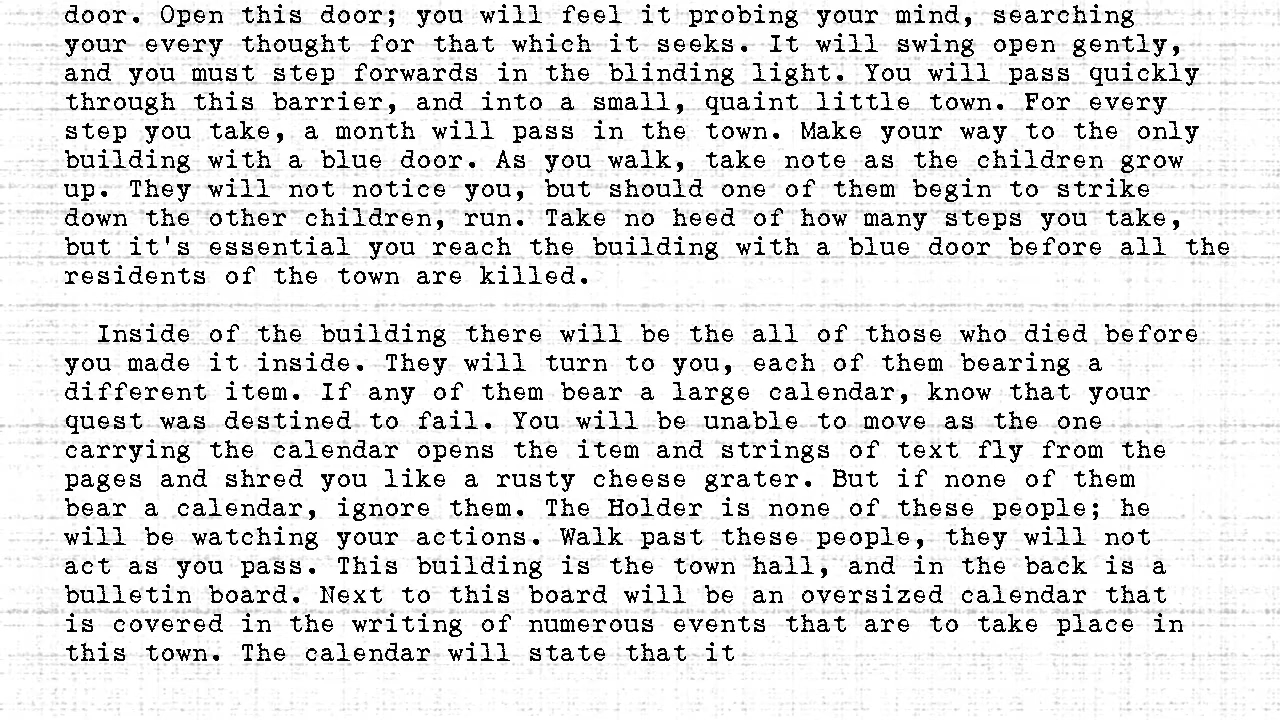 door. Open this door; you will feel it probing your mind, searching
your every thought for that which it seeks. It will swing open gently,
and you must step forwards in the blinding light. You will pass quickly
through this barrier, and into a small, quaint little town. For every
step you take, a month will pass in the town. Make your way to the only
building with a blue door. As you walk, take note as the children grow
up. They will not notice you, but should one of them begin to strike
down the other children, run. Take no heed of how many steps you take,
but it's essential you reach the building with a blue door before all the
residents of the town are killed.
Inside of the building there will be the all of those who died before
you made it inside. They will turn to you, each of them bearing a
different item. If any of them bear a large calendar, know that your
quest was destined to fail. You will be unable to move as the one
carrying the calendar opens the item and strings of text fly from the
pages and shred you like a rusty cheese grater. But if none of them
bear a calendar, ignore them. The Holder is none of these people; he
will be watching your actions. Walk past these people, they will not
act as you pass. This building is the town hall, and in the back is a
bulletin board. Next to this board will be an oversized calendar that
is covered in the writing of numerous events that are to take place in
this town. The calendar will state that it